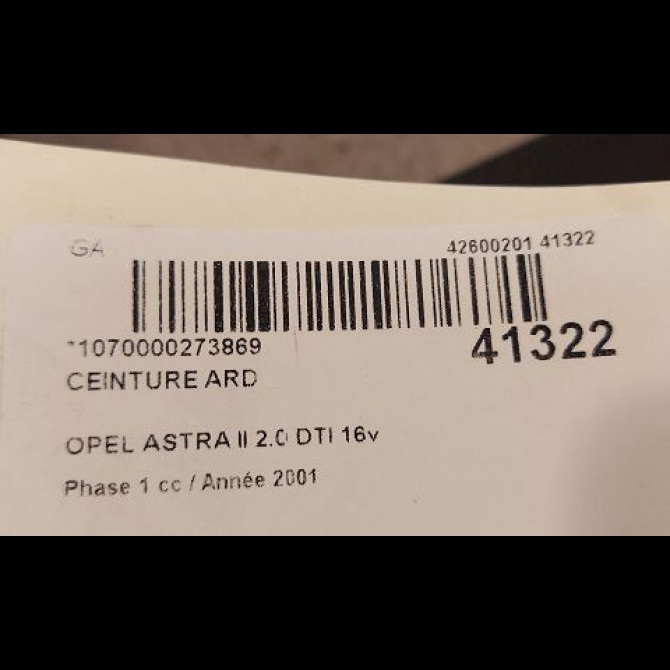 GA 42600201 41322
*1070000273869 41322
CEINTURE ARD
OPEL ASTRA II 2.0 DTI 16v
Phase 1 cc / Année 2001